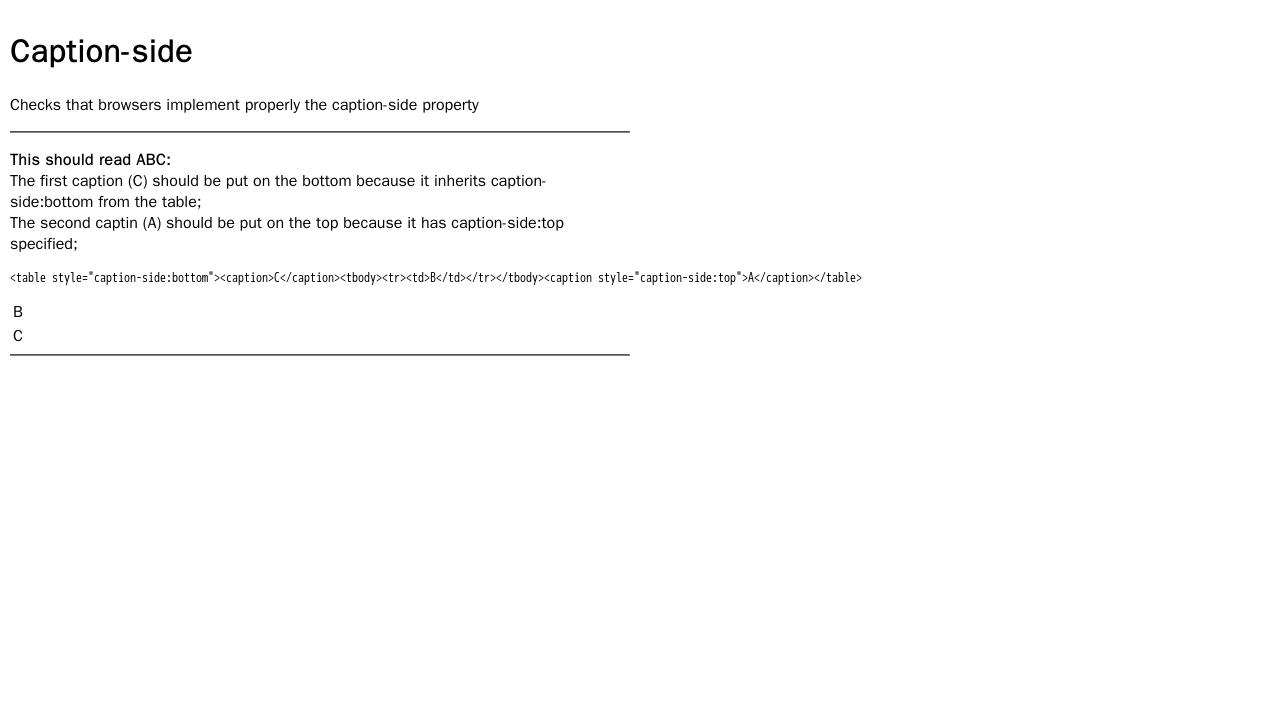 Caption-side
Checks that browsers implement properly the caption-side property
This should read ABC:
The first caption (C) should be put on the bottom because it inherits caption-
side:bottom from the table;
The second captin (A) should be put on the top because it has caption-side:top
specified;
<table style="caption-side:bottom"><caption>C</caption><tbody><tr><td>B</td></tr></tbody><caption style="caption-side:top">A</caption></table>
B
C